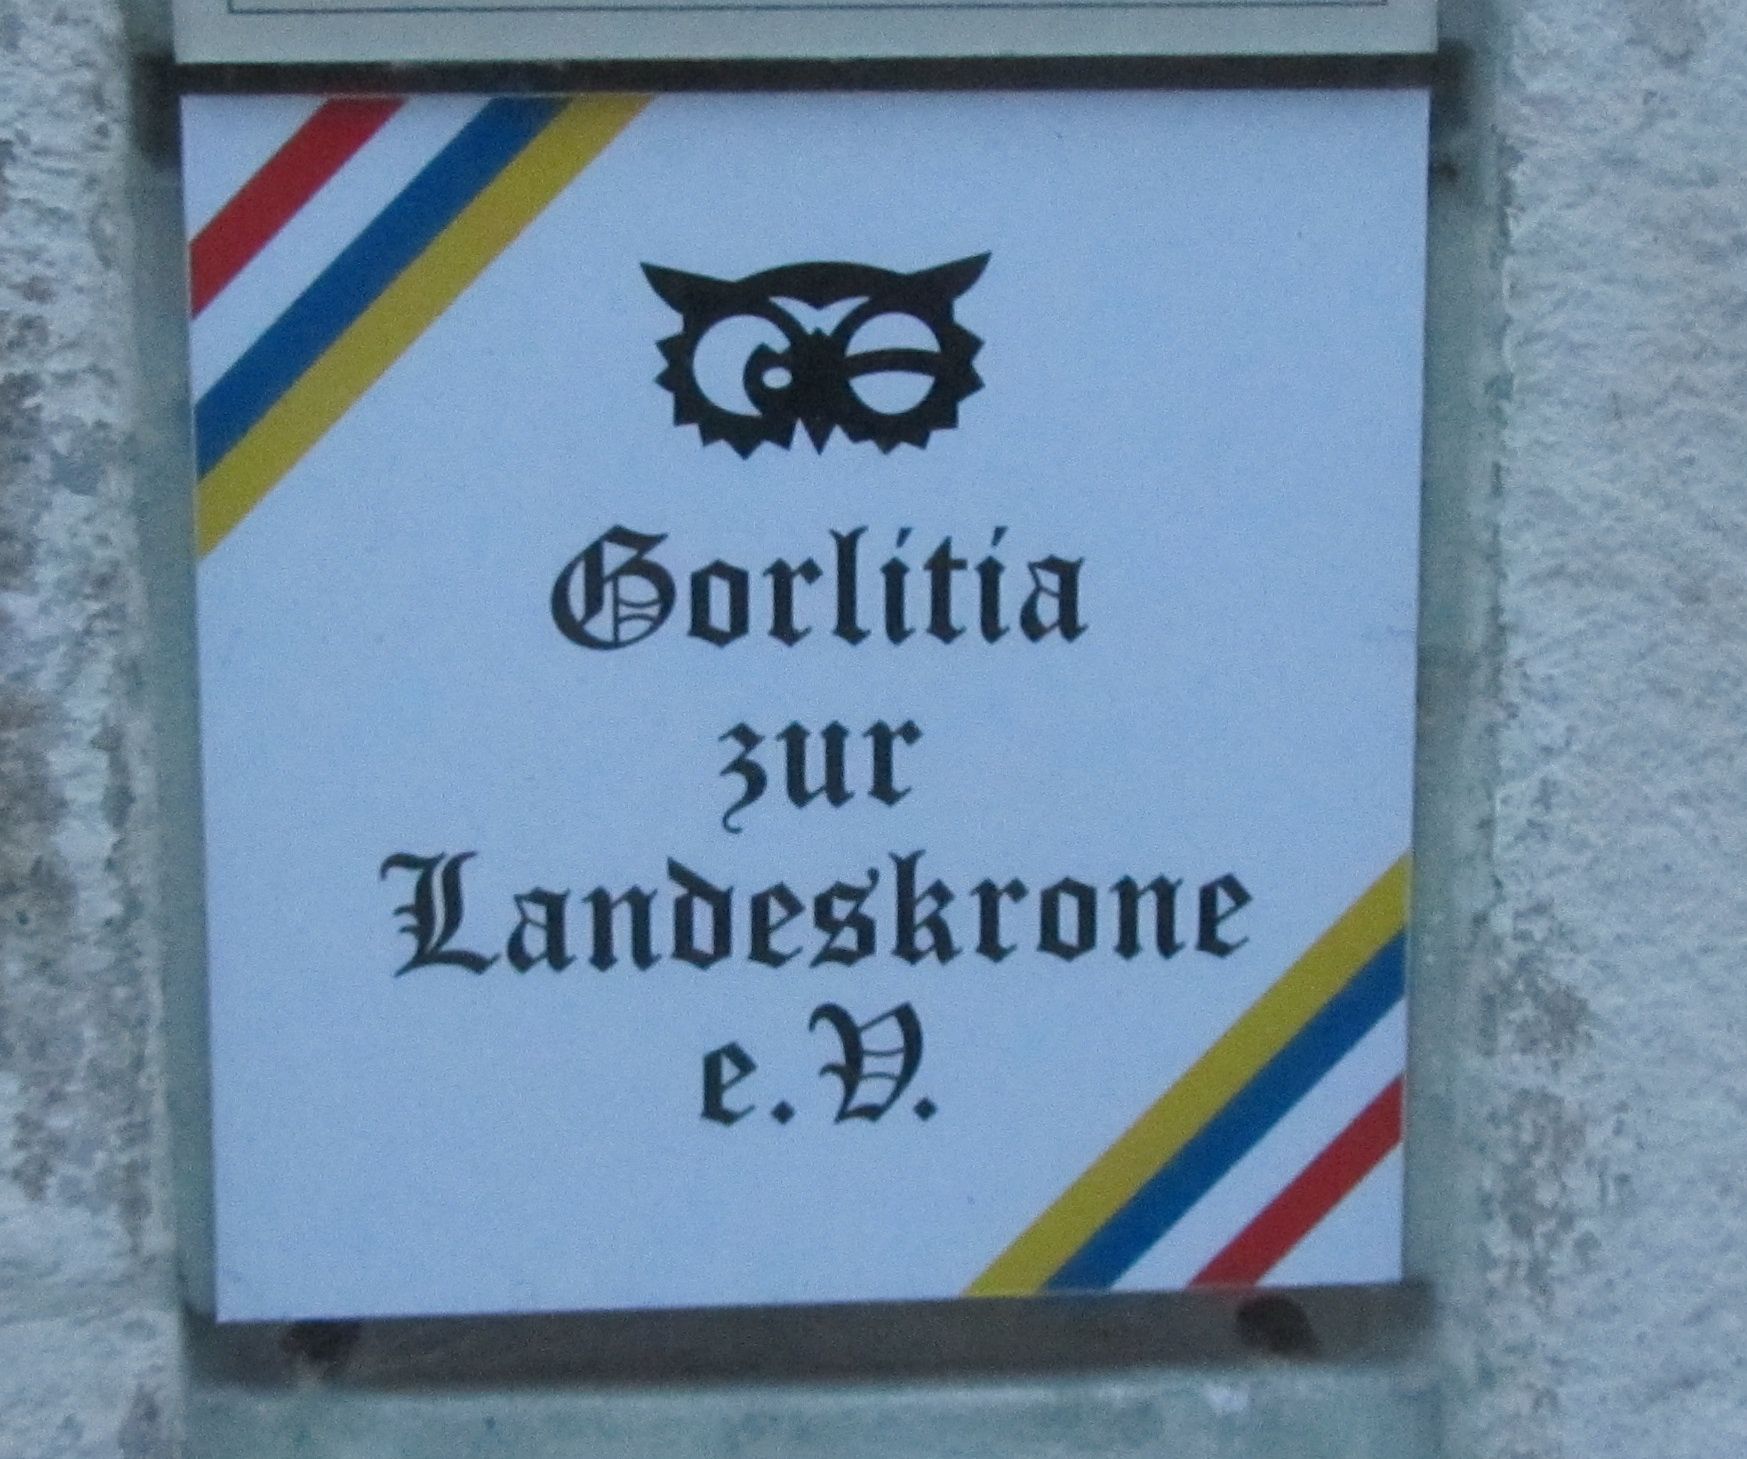 Gorlitia
zur
Landeskrone
e.V.